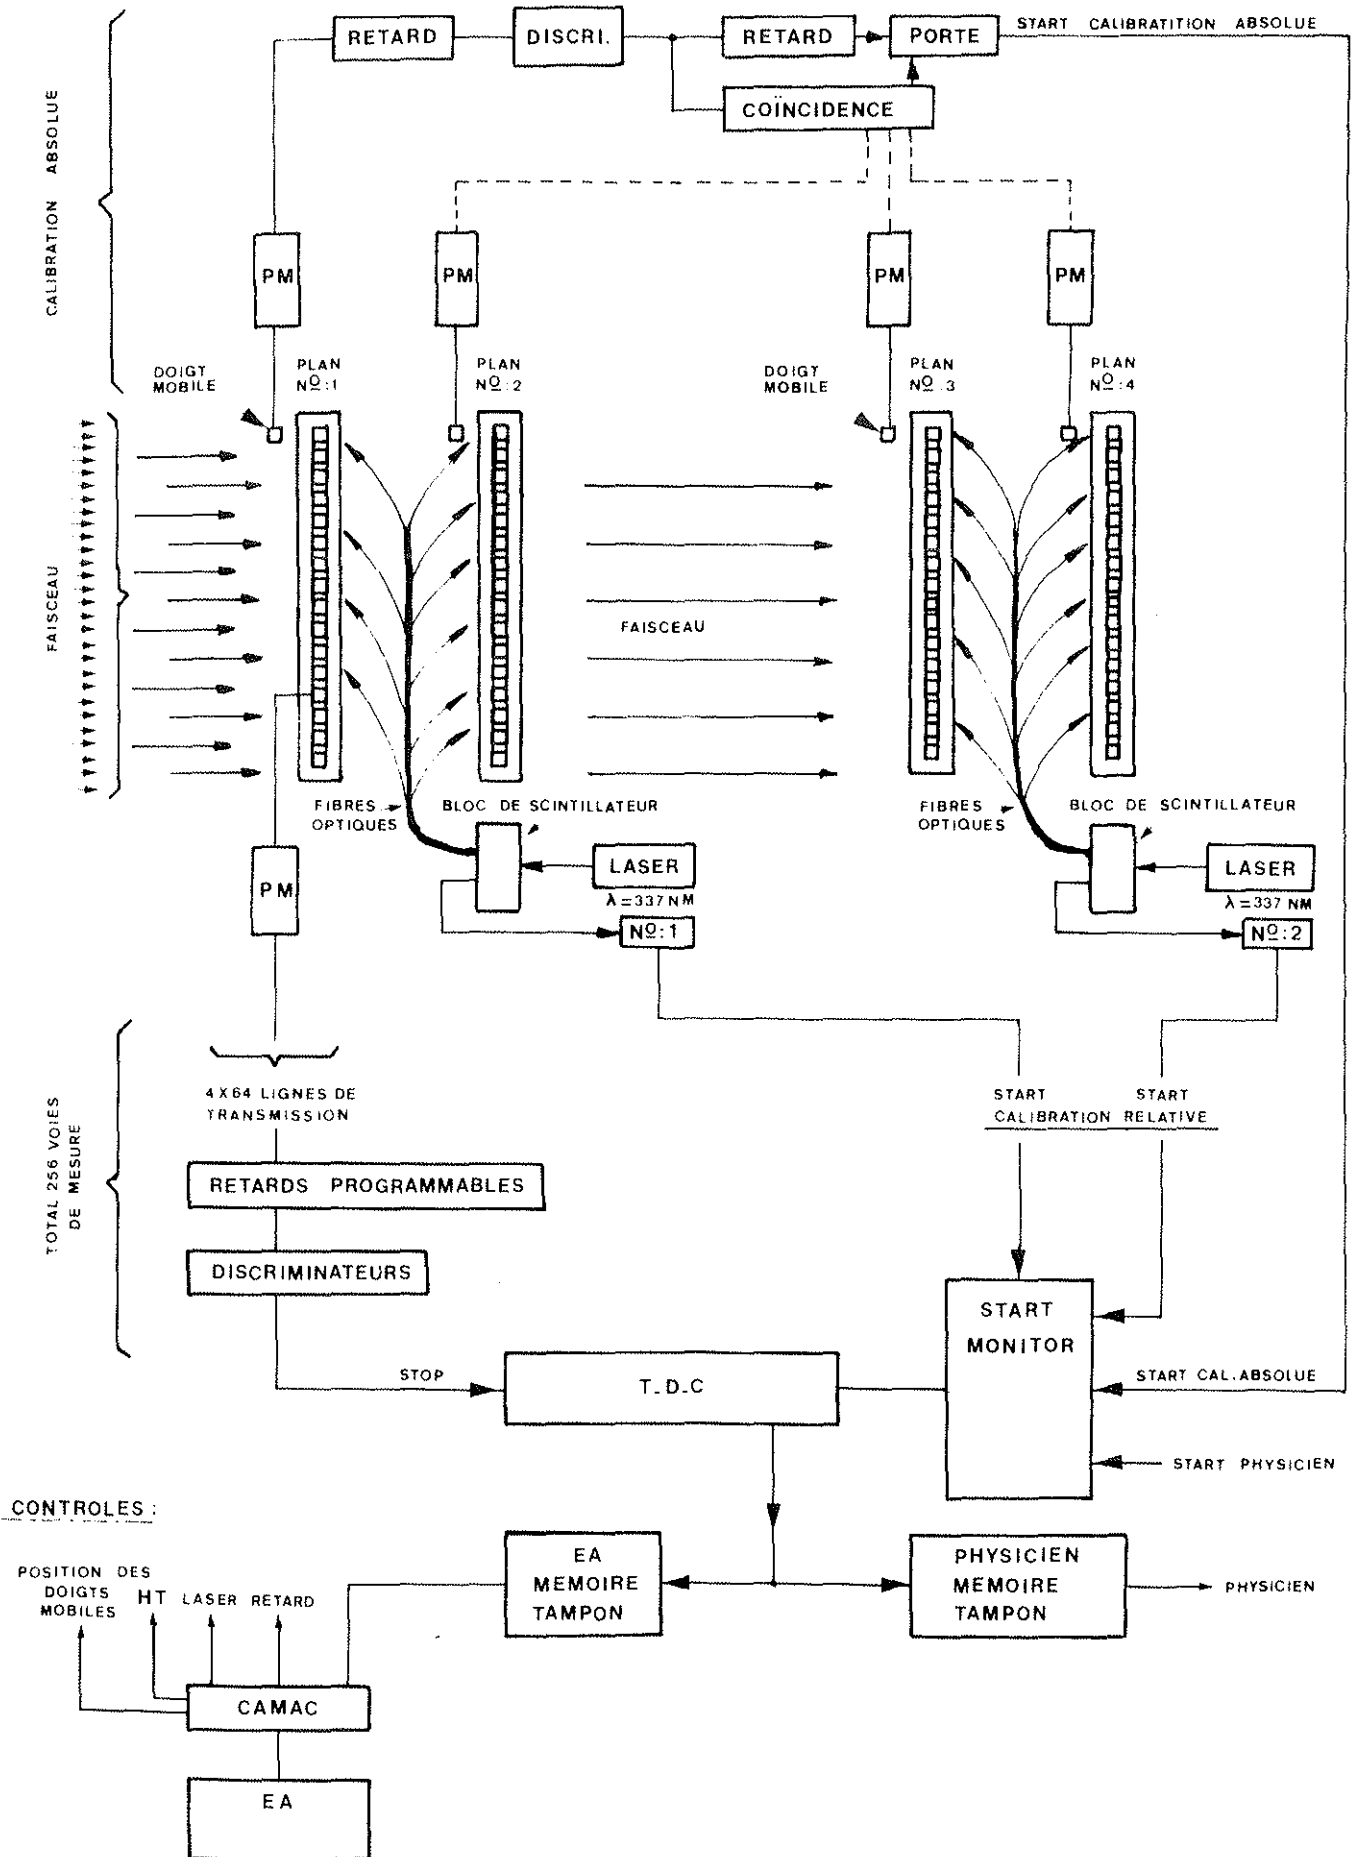 RETARD
DISCRI.
RETARD
PORTE
START CALIBRATITION ABSOLUE
COÏNCIDENCE
CALIBRATION ABSOLUE
PM
PM
PM
PM
DOIGT
MOBILE
PLAN
Nº:1
PLAN
Nº:2
DOIGT
MOBILE
PLAN
Nº.3
PLAN
Nº:4
FAISCEAU
FAISCEAU
FIBRES
OPTIQUES
BLOC DE SCINTILLATEUR
FIBRES
OPTIQUES
BLOC DE SCINTILLATEUR
LASER
λ=337 NM
Nº:1
LASER
λ=337 NM
Nº:2
PM
TOTAL 256 VOIES
DE MESURE
4X64 LIGNES DE
TRANSMISSION
START START
CALIBRATION RELATIVE
RETARDS PROGRAMMABLES
DISCRIMINATEURS
START
MONITOR
STOP
T_D_C
START CAL.ABSOLUE
START PHYSICIEN
CONTROLES :
EA
MEMOIRE
TAMPON
PHYSICIEN
MEMOIRE
TAMPON
PHYSICIEN
POSITION DES
DOIGTS
MOBILES
HT
LASER
RETARD
CAMAC
EA